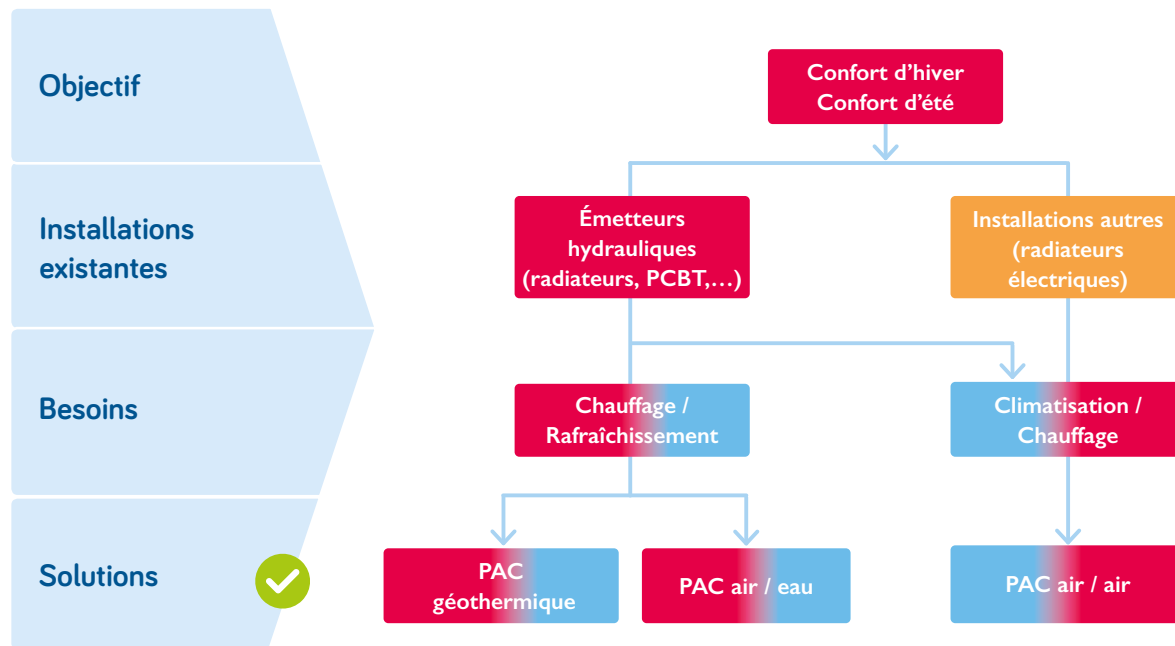 Objectif
Confort d’hiver
Confort d’été
Installations
existantes
Émetteurs
hydrauliques
(radiateurs, PCBT,…)
Installations autres
(radiateurs
électriques)
Besoins
Chauffage /
Rafraîchissement
Climatisation /
Chauffage
Solutions
PAC
géothermique
PAC air / eau
PAC air / air